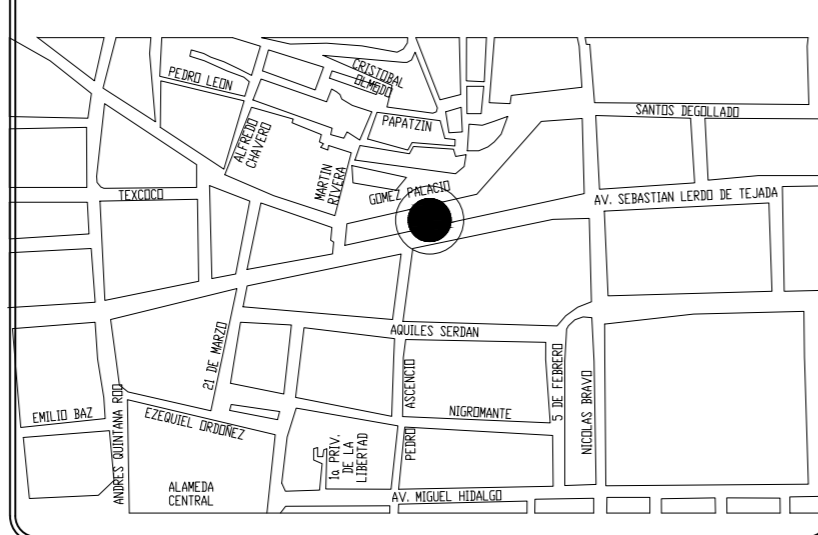 CRISTOBAL
OLMEDO
PEDRO LEON
SANTOS DEGOLLADO
PAPATZIN
ALFREDO
CHAVERO
MARTIN
RIVERA
GOMEZ PALACIO
TEXCOCO
AV. SEBASTIAN LERDO DE TEJADA
AQUILES SERDAN
21 DE MARZO
ASCENCIO
5 DE FEBRERO
NICOLAS BRAVO
EMILIO BAZ
ANDRES QUINTANA ROO
EZEQUIEL ORDOÑEZ
NIGROMANTE
PEDRO
1a PRIV.
DE LA
LIBERTAD
ALAMEDA
CENTRAL
AV. MIGUEL HIDALGO